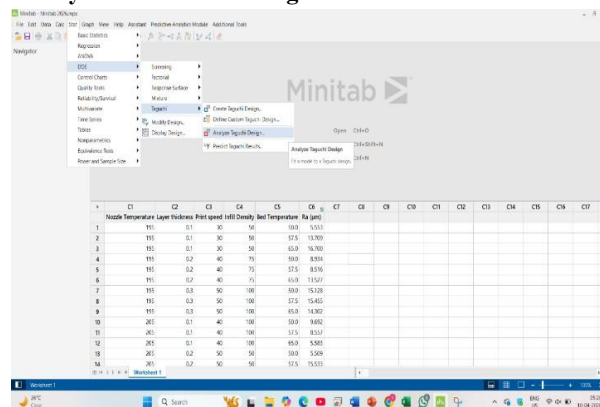 Minitab - Minitab 2026.mpx
File Edit Data Calc Stat Graph View Help Assistant Predictive Analytics Module Additional Tools
Navigator
Basic Statistics
Regression
ANOVA
DOE
Control Charts
Quality Tools
Reliability/Survival
Multivariate
Time Series
Tables
Nonparametrics
Equivalence Tests
Power and Sample Size
Screening
Factorial
Response Surface
Mixture
Taguchi
Modify Design...
Display Design...
Create Taguchi Design...
Define Custom Taguchi Design...
Analyze Taguchi Design...
Predict Taguchi Results...
Minitab
Open Ctrl+O
Ctrl+Shift+N
Ctrl+N
Analyze Taguchi Design
Fit a model to a Taguchi design.
C1 C2 C3 C4 C5 C6 C7 C8 C9 C10 C11 C12 C13 C14 C15 C16 C17
Nozzle Temperature Layer thickness Print speed Infill Density Bed Temperature Ra (µm)
1 195 0.1 30 50 50.0 5.553
2 195 0.1 30 50 57.5 13.709
3 195 0.1 30 50 65.0 16.760
4 195 0.2 40 75 50.0 8.934
5 195 0.2 40 75 57.5 8.516
6 195 0.2 40 75 65.0 13.527
7 195 0.3 50 100 50.0 15.128
8 195 0.3 50 100 57.5 15.455
9 195 0.3 50 100 65.0 14.302
10 205 0.1 40 100 50.0 9.692
11 205 0.1 40 100 57.5 8.557
12 205 0.1 40 100 65.0 5.583
13 205 0.2 50 50 50.0 5.509
14 205 0.2 50 50 57.5 15.533
Worksheet 1
Worksheet 1
100%
26°C
Clear
Search
ENG
US
10-04-2026